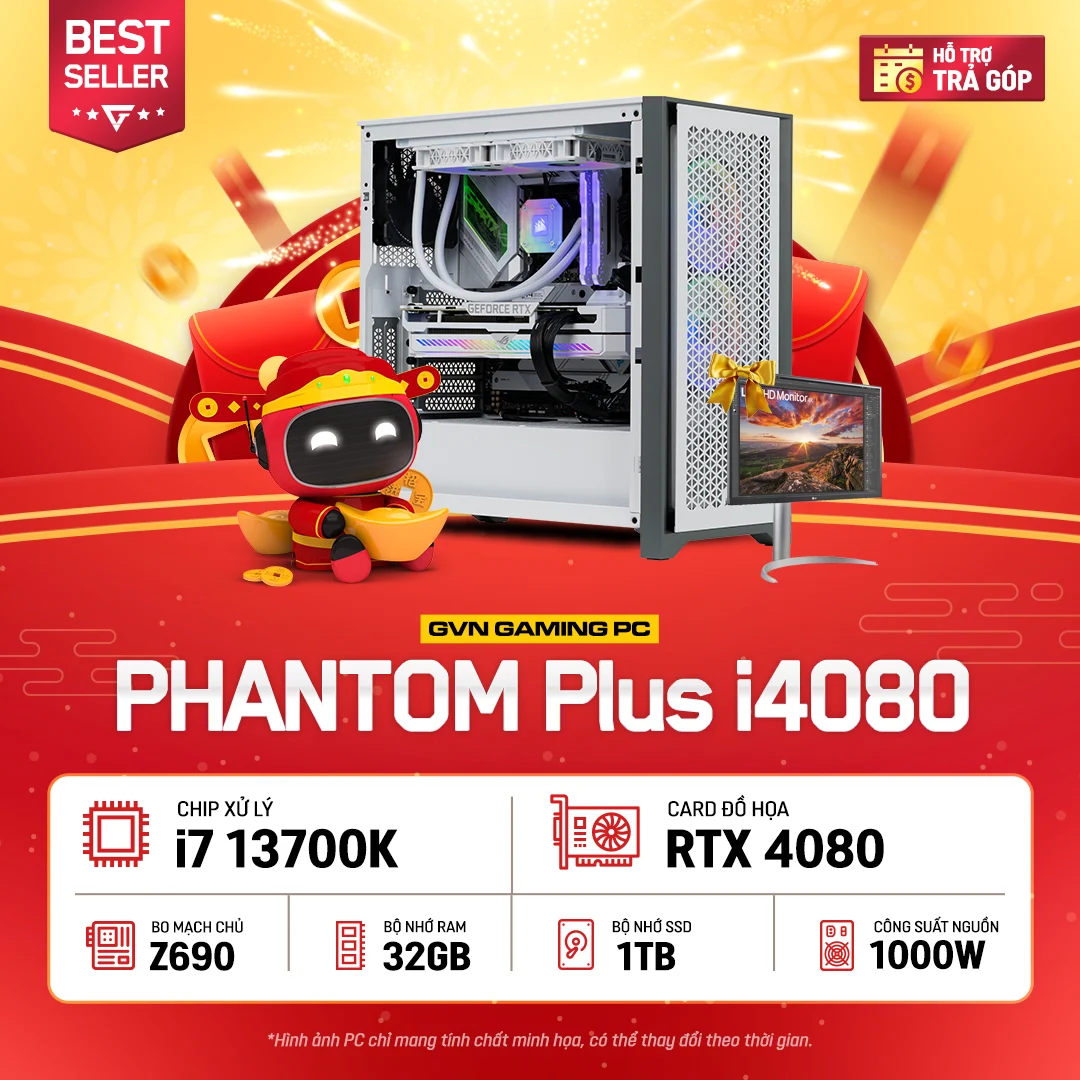 BEST
SELLER
HỖ TRỢ
TRẢ GÓP
GEFORCE RTX
HD Monitor
LG
GVN GAMING PC
PHANTOM Plus i4080
CHIP XỬ LÝ
i7 13700K
CARD ĐỒ HỌA
RTX 4080
BO MẠCH CHỦ
Z690
BỘ NHỚ RAM
32GB
BỘ NHỚ SSD
1TB
CÔNG SUẤT NGUỒN
1000W
*Hình ảnh PC chỉ mang tính chất minh họa, có thể thay đổi theo thời gian.